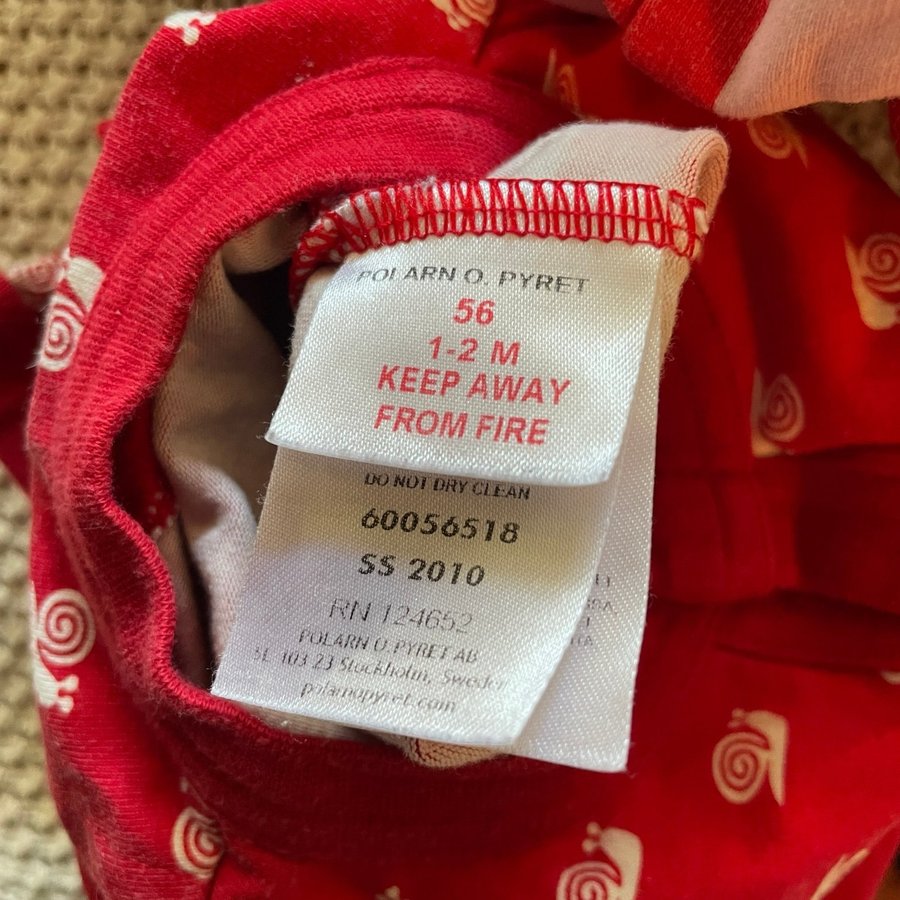 POLARN O. PYRET
56
1-2 M
KEEP AWAY
FROM FIRE
DO NOT DRY CLEAN
60056518
SS 2010
RN 124652
POLARN O. PYRET AB
SE 103 23 Stockholm, Sweden
polarnopyret.com